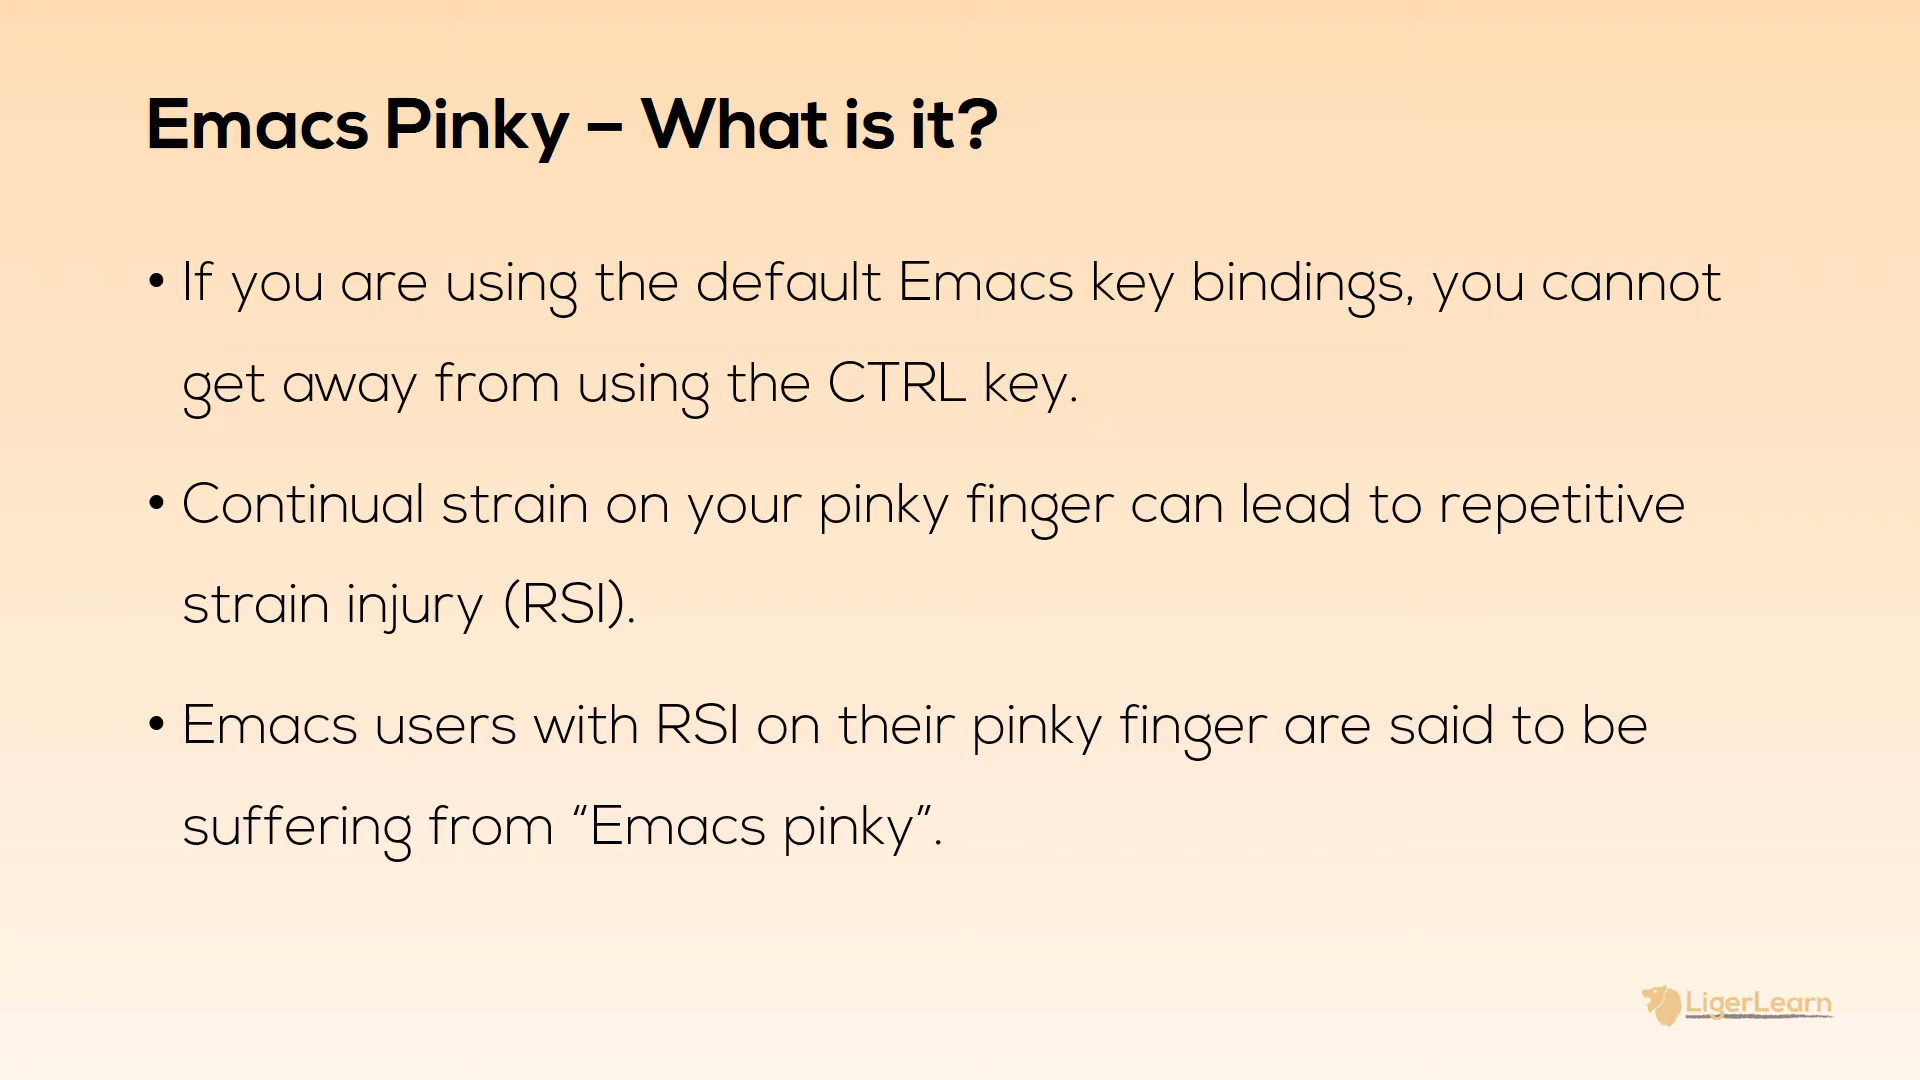 Emacs Pinky – What is it?
• If you are using the default Emacs key bindings, you cannot
get away from using the CTRL key.
• Continual strain on your pinky finger can lead to repetitive
strain injury (RSI).
• Emacs users with RSI on their pinky finger are said to be
suffering from “Emacs pinky”.
LigerLearn